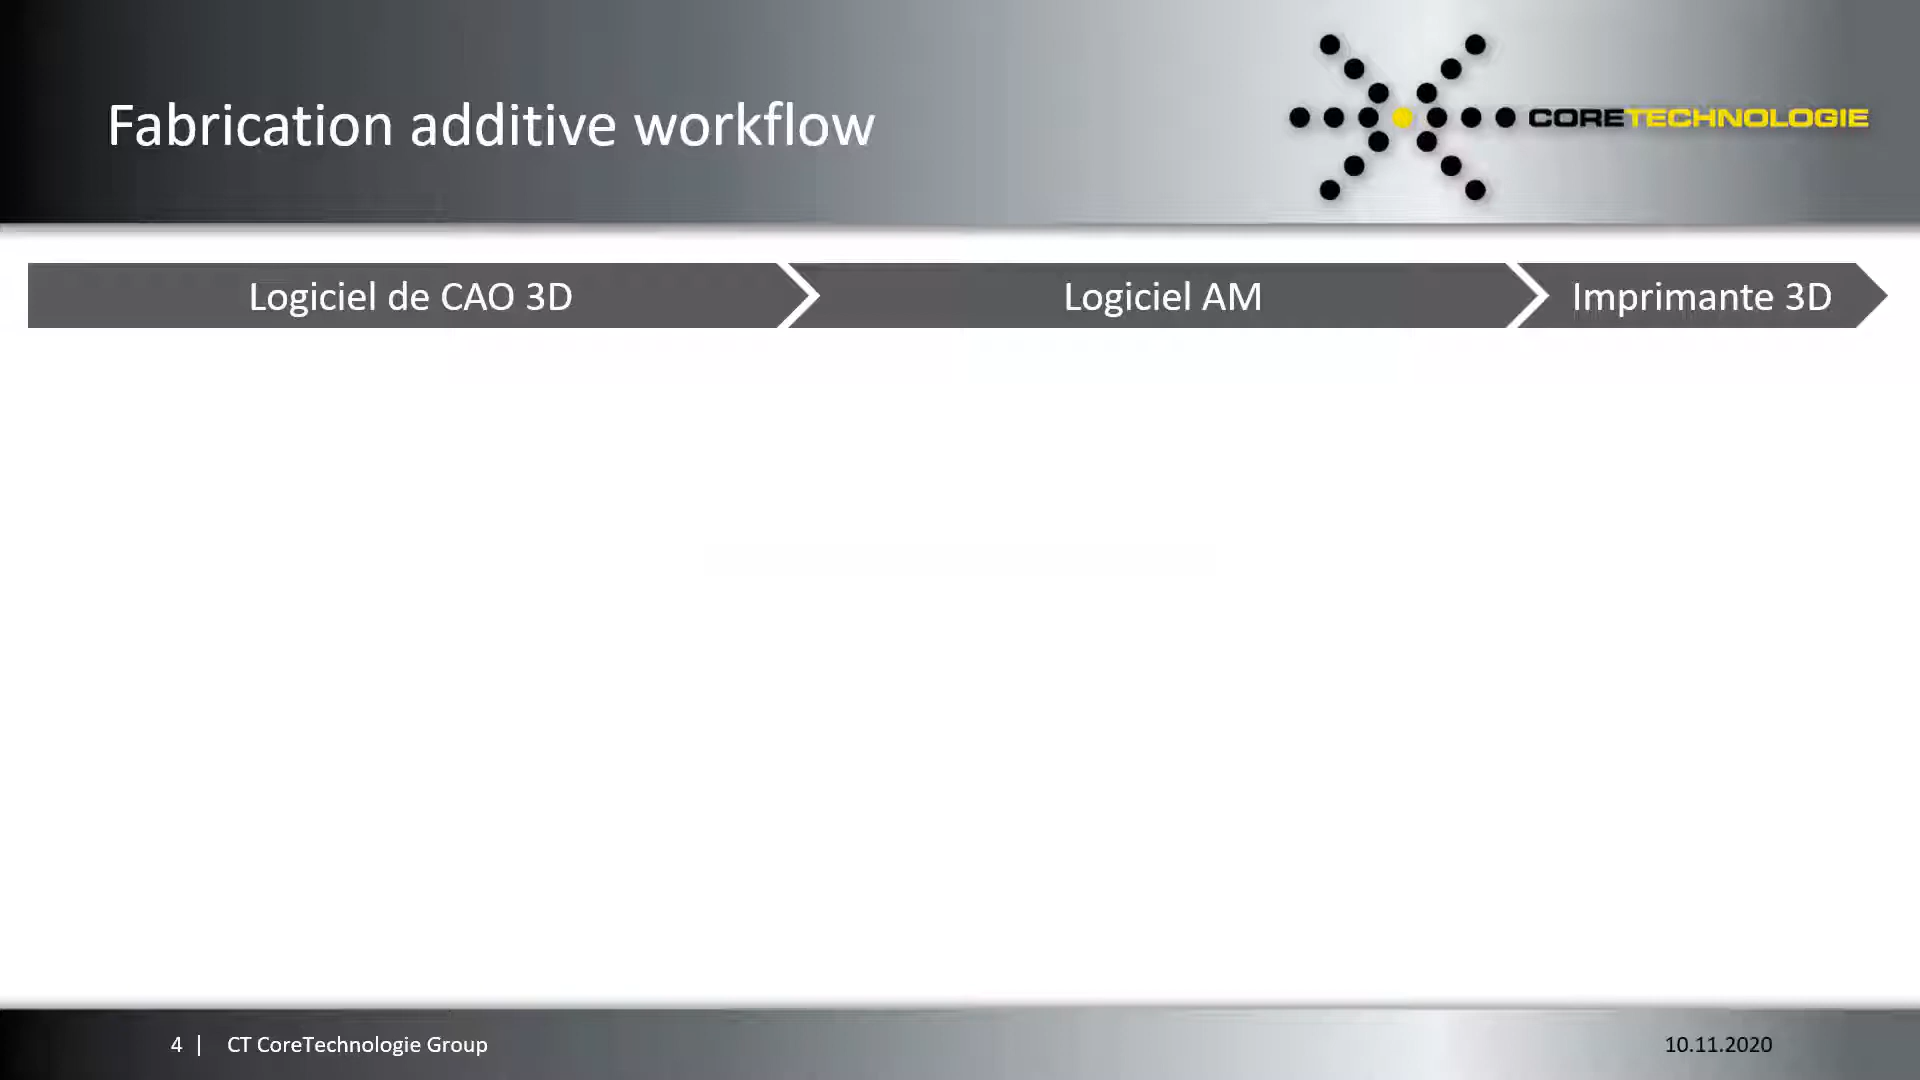 Fabrication additive workflow
CORETECHNOLOGIE
Logiciel de CAO 3D
Logiciel AM
Imprimante 3D
4 | CT CoreTechnologie Group
10.11.2020